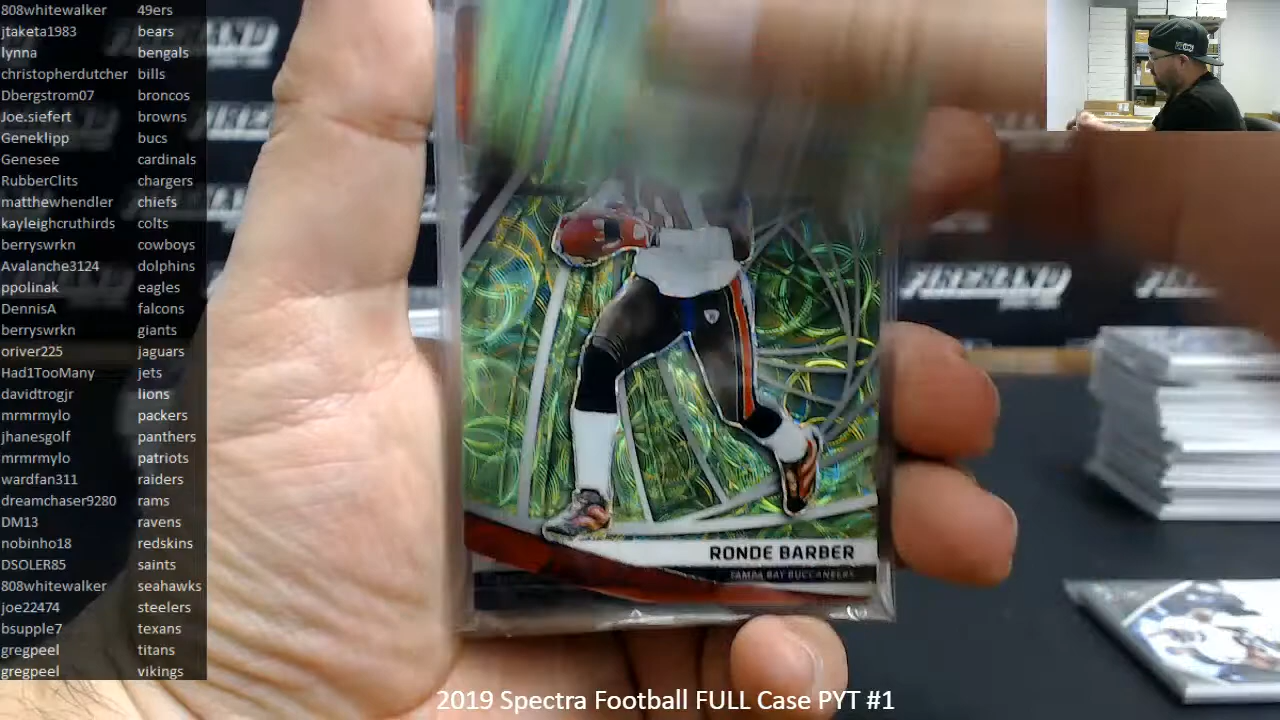 808whitewalker 49ers
jtaketa1983 bears
lynna bengals
christopherdutcher bills
Dbergstrom07 broncos
Joe.siefert browns
Geneklipp bucs
Genesee cardinals
RubberClits chargers
matthewhendler chiefs
kayleighcruthirds colts
berryswrkn cowboys
Avalanche3124 dolphins
ppolinak eagles
DennisA falcons
berryswrkn giants
oriver225 jaguars
Had1TooMany jets
davidtrogjr lions
mrmrmylo packers
jhanesgolf panthers
mrmrmylo patriots
wardfan311 raiders
dreamchaser9280 rams
DM13 ravens
nobinho18 redskins
DSOLER85 saints
808whitewalker seahawks
joe22474 steelers
bsupple7 texans
gregpeel titans
gregpeel vikings
FIREHAND
FIREHAND
RONDE BARBER
TAMPA BAY BUCCANEERS
2019 Spectra Football FULL Case PYT #1